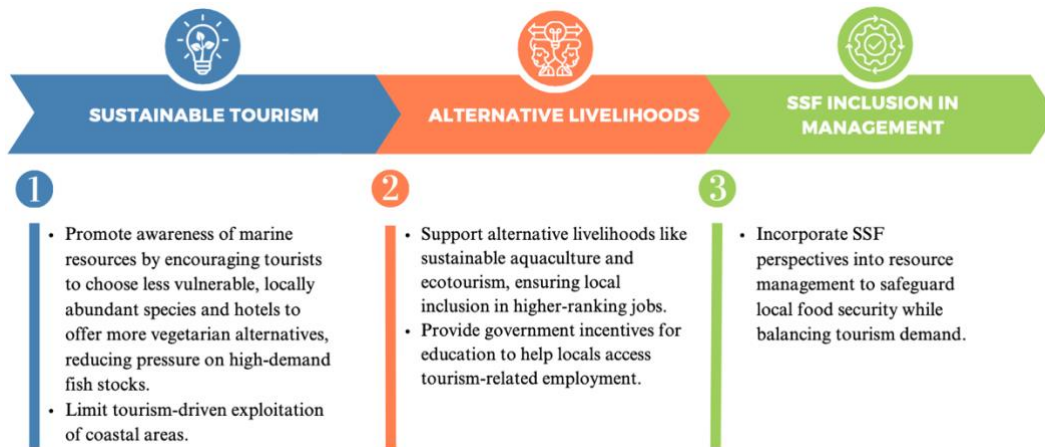 SUSTAINABLE TOURISM
ALTERNATIVE LIVELIHOODS
SSF INCLUSION IN
MANAGEMENT
1
• Promote awareness of marine
resources by encouraging tourists
to choose less vulnerable, locally
abundant species and hotels to
offer more vegetarian alternatives,
reducing pressure on high-demand
fish stocks.
• Limit tourism-driven exploitation
of coastal areas.
2
• Support alternative livelihoods like
sustainable aquaculture and
ecotourism, ensuring local
inclusion in higher-ranking jobs.
• Provide government incentives for
education to help locals access
tourism-related employment.
3
• Incorporate SSF
perspectives into resource
management to safeguard
local food security while
balancing tourism demand.